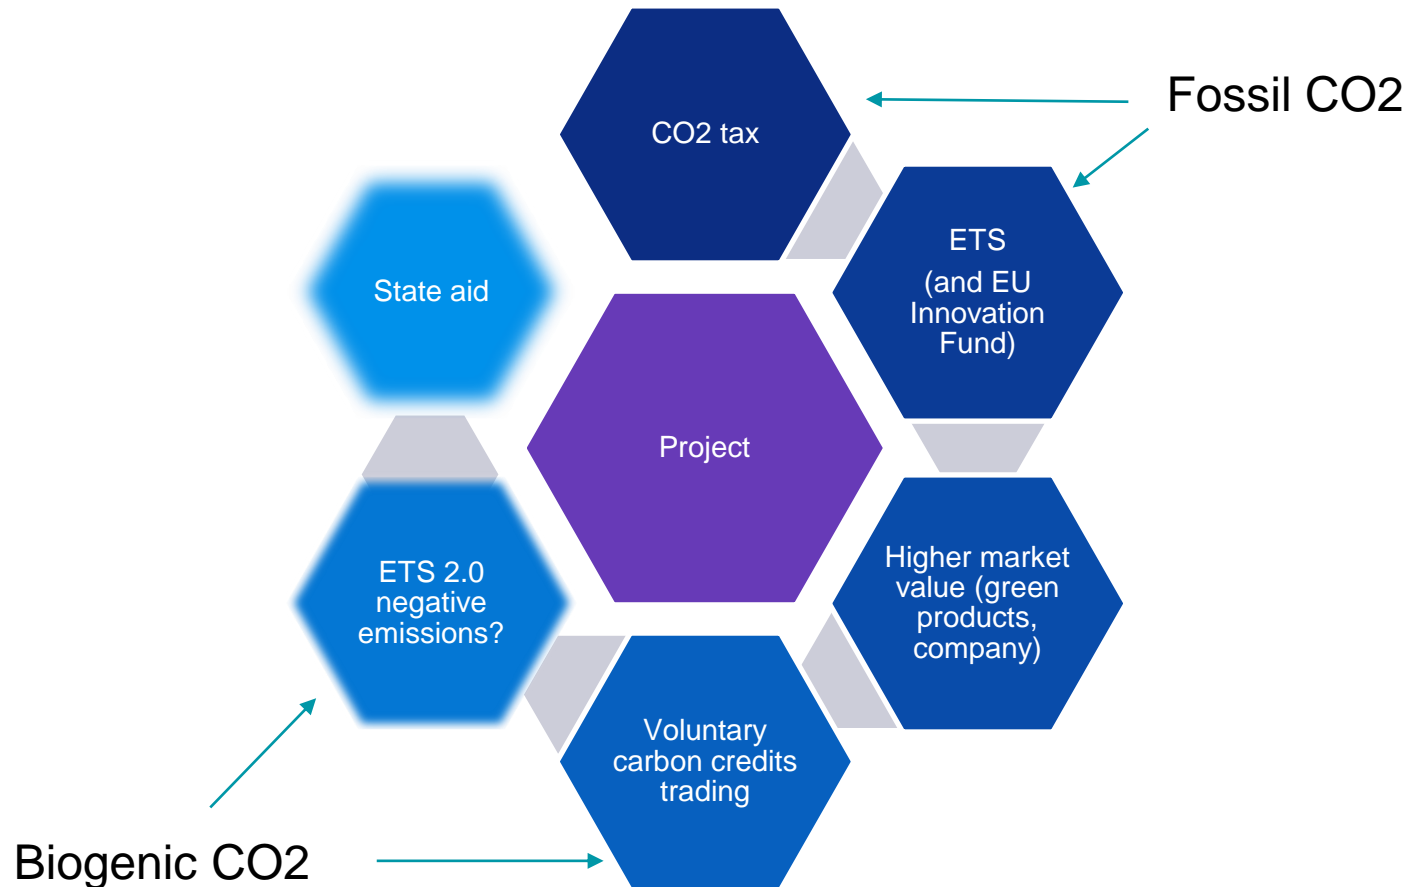 Fossil CO2
CO2 tax
ETS
(and EU
Innovation
Fund)
State aid
Project
Higher market
value (green
products,
company)
ETS 2.0
negative
emissions?
Voluntary
carbon credits
trading
Biogenic CO2